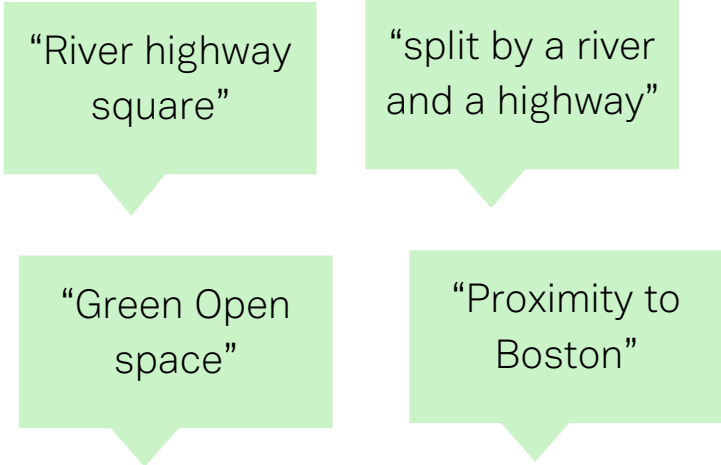 “River highway
square”
“split by a river
and a highway”
“Green Open
space”
“Proximity to
Boston”